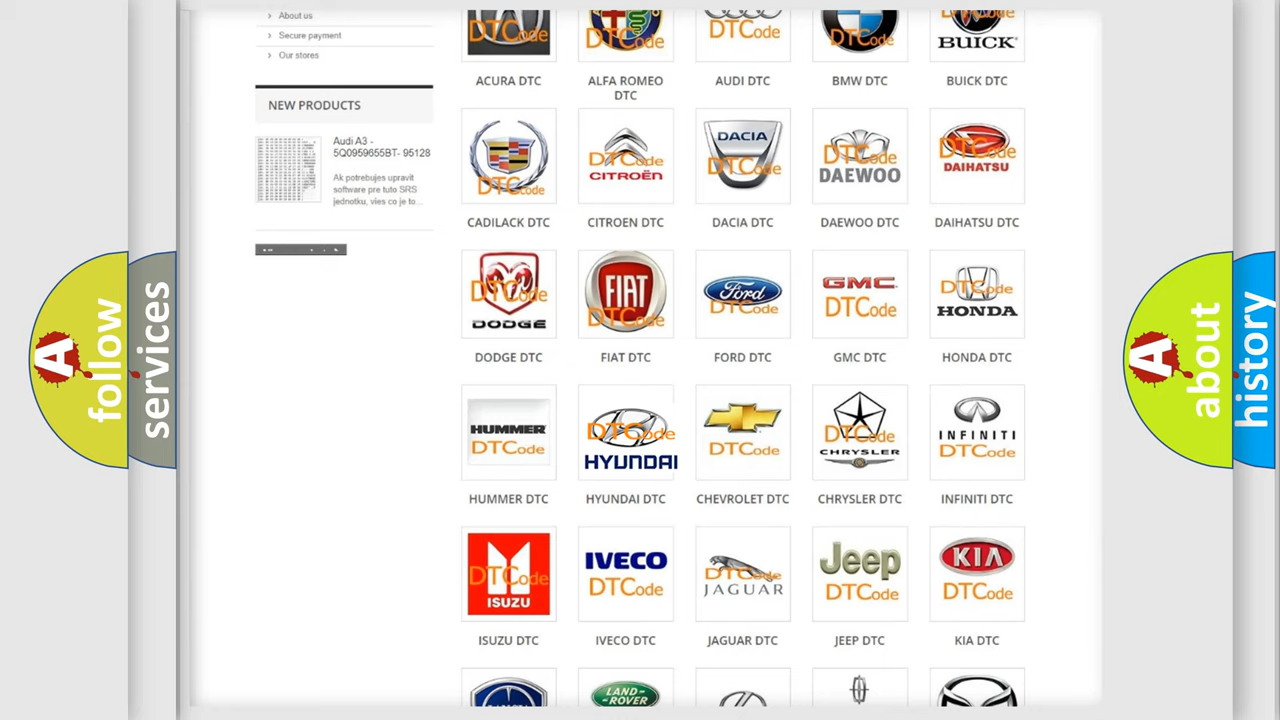 About us
Secure payment
Our stores
NEW PRODUCTS
Audi A3 -
5Q0959655BT- 95128
Ak potrebujes upravit
software pre tuto SRS
jednotku, vies co je to...
DTCode
DTCode
DTCode
DTCode
BUICK
ACURA DTC
ALFA ROMEO
DTC
AUDI DTC
BMW DTC
BUICK DTC
DTCode
DTCode
CITROËN
DACIA
DTCode
DTCode
DAEWOO
DTCode
DAIHATSU
CADILACK DTC
CITROEN DTC
DACIA DTC
DAEWOO DTC
DAIHATSU DTC
DTCode
DODGE
FIAT
DTCode
Ford
DTCode
GMC
DTCode
DTCode
HONDA
DODGE DTC
FIAT DTC
FORD DTC
GMC DTC
HONDA DTC
HUMMER
DTCode
DTCode
HYUNDAI
DTCode
DTCode
CHRYSLER
INFINITI
DTCode
HUMMER DTC
HYUNDAI DTC
CHEVROLET DTC
CHRYSLER DTC
INFINITI DTC
DTCode
ISUZU
IVECO
DTCode
DTCode
JAGUAR
Jeep
DTCode
KIA
DTCode
ISUZU DTC
IVECO DTC
JAGUAR DTC
JEEP DTC
KIA DTC
LAND-
ROVER
A
follow
services
A
about
history